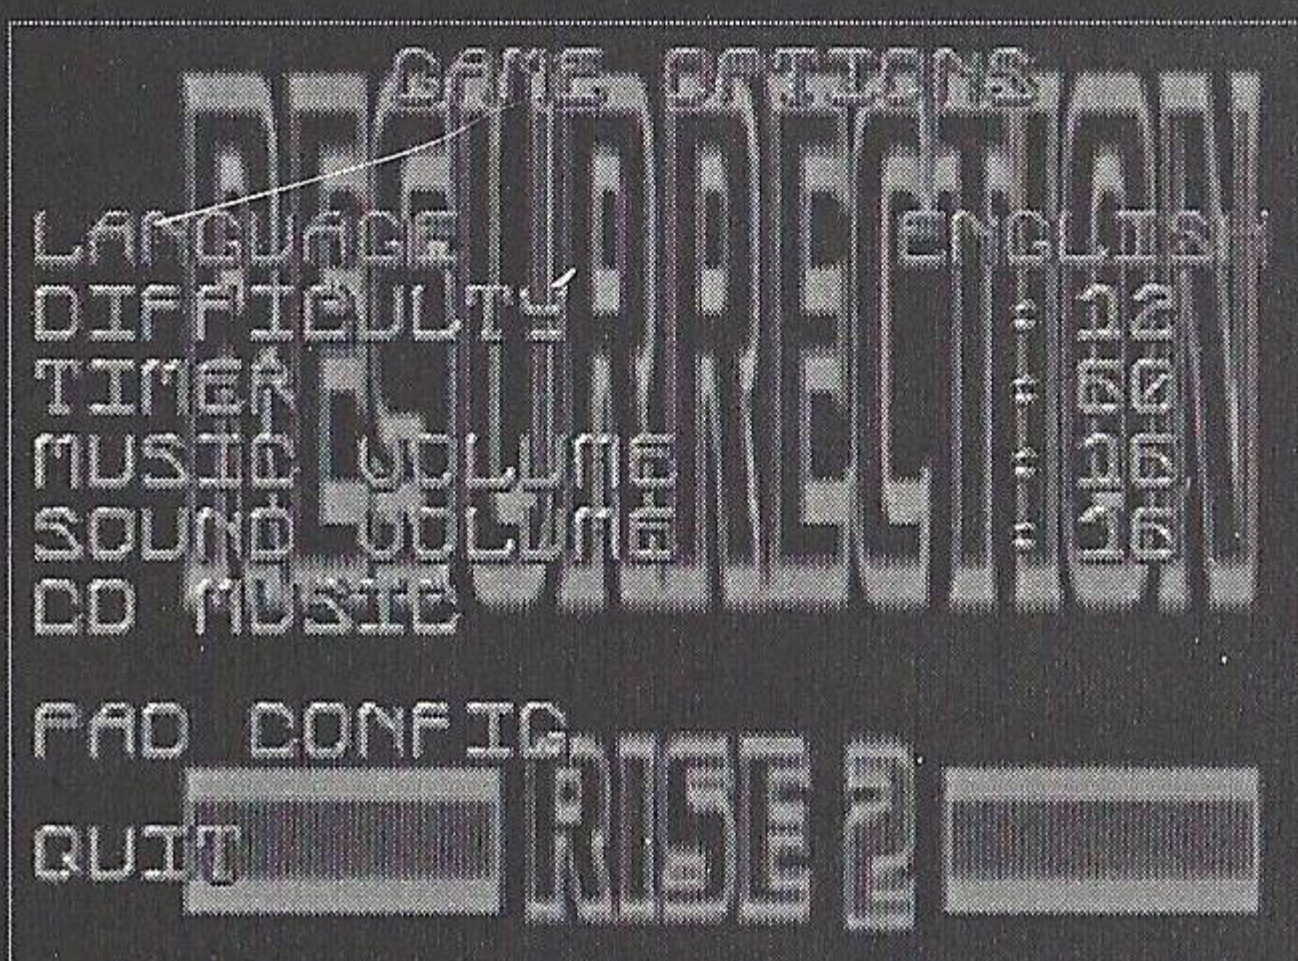 GAME OPTIONS
RESURRECTION
LANGUAGE ENGLISH
DIFFICULTY : 12
TIMER : 60
MUSIC VOLUME : 16
SOUND VOLUME : 16
CD MUSIC
PAD CONFIG.
RISE 2
QUIT